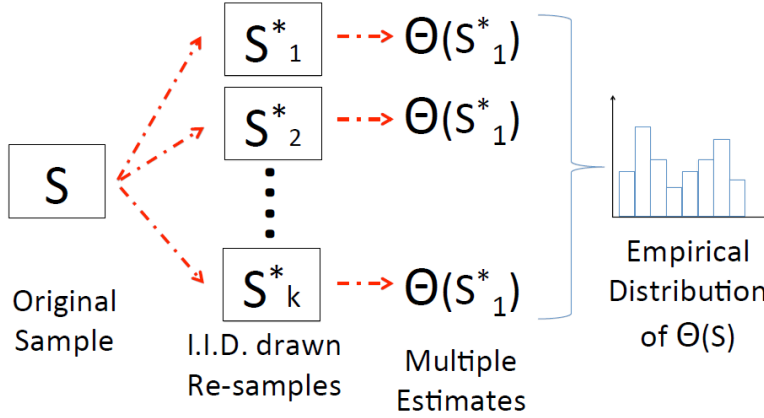 S
Original
Sample
S*1
S*2
S*k
I.I.D. drawn
Re-samples
Θ(S*1)
Θ(S*1)
Θ(S*1)
Multiple
Estimates
Empirical
Distribution
of Θ(S)